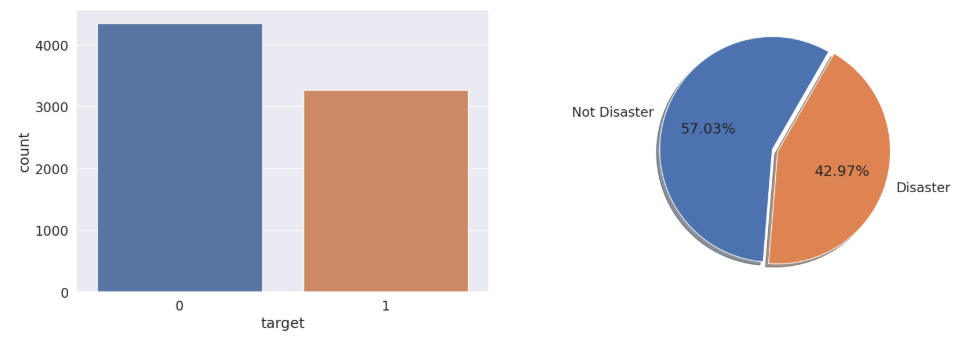 4000
3000
2000
1000
0
count
0 1
target
Not Disaster
57.03%
42.97%
Disaster